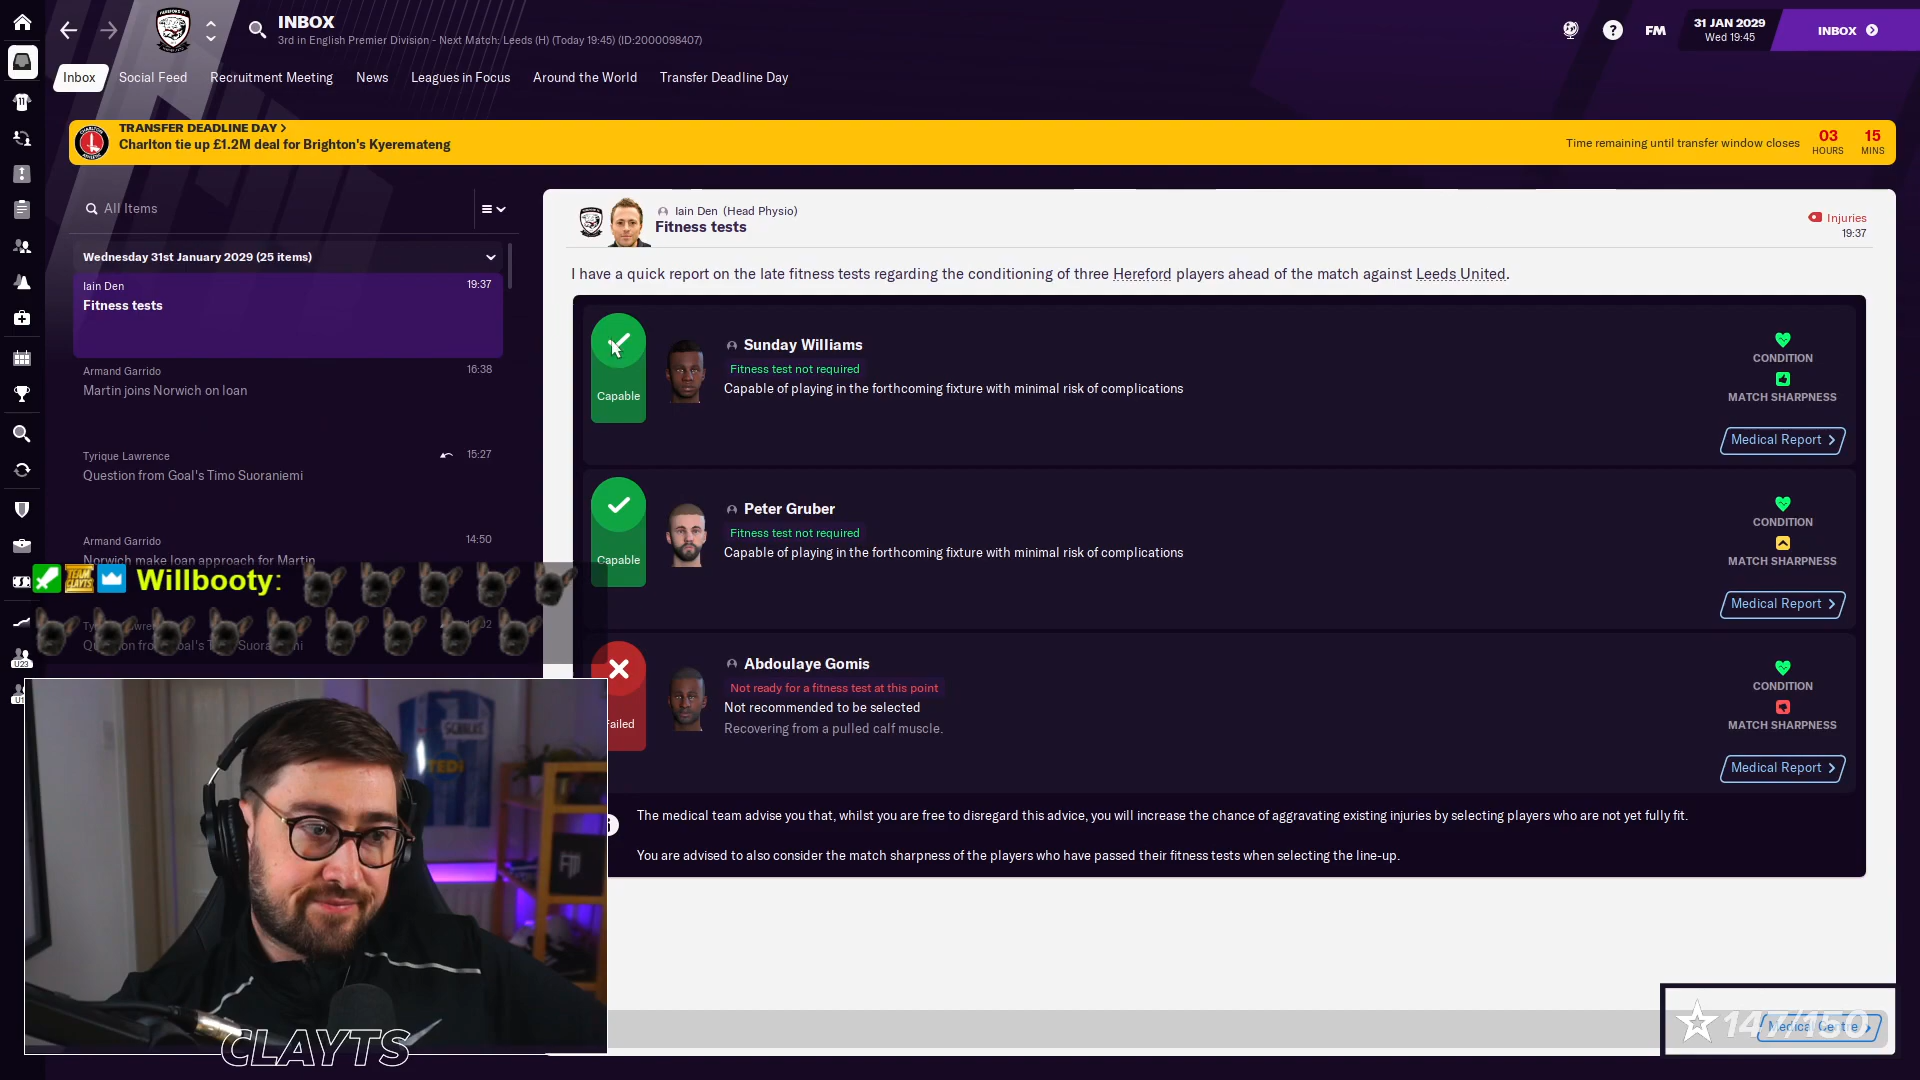 INBOX
3rd in English Premier Division - Next Match: Leeds (H) (Today 19:45) (ID:2000098407)
FM
31 JAN 2029
Wed 19:45
INBOX
Inbox
Social Feed
Recruitment Meeting
News
Leagues in Focus
Around the World
Transfer Deadline Day
TRANSFER DEADLINE DAY >
Charlton tie up £1.2M deal for Brighton's Kyeremateng
Time remaining until transfer window closes
03
HOURS
15
MINS
All Items
Wednesday 31st January 2029 (25 items)
Iain Den
19:37
Fitness tests
Armand Garrido
16:38
Martin joins Norwich on loan
Tyrique Lawrence
15:27
Question from Goal's Timo Suoraniemi
Armand Garrido
14:50
Norwich make loan approach for Martin
Willbooty:
U23
Iain Den (Head Physio)
Fitness tests
Injuries
19:37
I have a quick report on the late fitness tests regarding the conditioning of three Hereford players ahead of the match against Leeds United.
Capable
Sunday Williams
Fitness test not required
Capable of playing in the forthcoming fixture with minimal risk of complications
CONDITION
MATCH SHARPNESS
Medical Report
Capable
Peter Gruber
Fitness test not required
Capable of playing in the forthcoming fixture with minimal risk of complications
CONDITION
MATCH SHARPNESS
Medical Report
Failed
Abdoulaye Gomis
Not ready for a fitness test at this point
Not recommended to be selected
Recovering from a pulled calf muscle.
CONDITION
MATCH SHARPNESS
Medical Report
The medical team advise you that, whilst you are free to disregard this advice, you will increase the chance of aggravating existing injuries by selecting players who are not yet fully fit.
You are advised to also consider the match sharpness of the players who have passed their fitness tests when selecting the line-up.
CLAYTS
147/150
Medical Centre